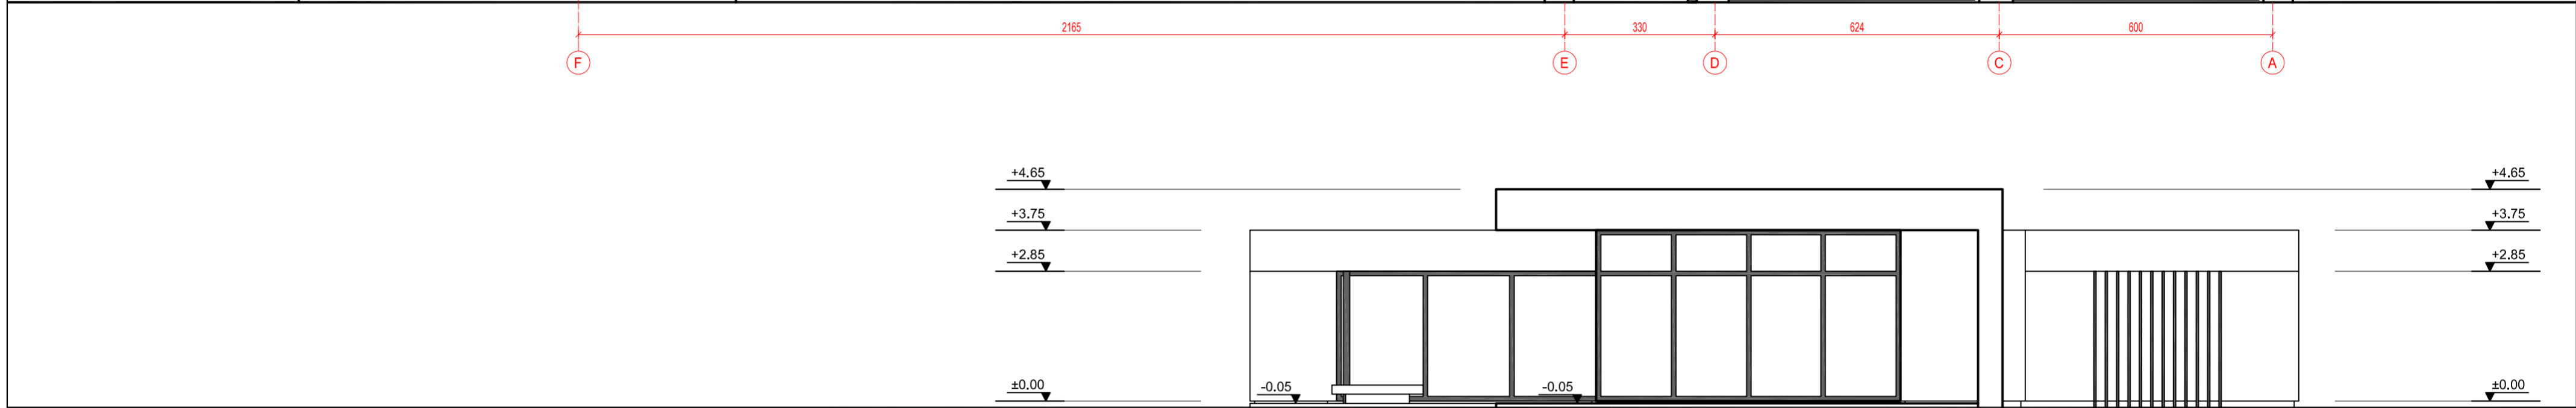 2165 330 624 600
F E D C A
+4.65 +4.65
+3.75 +3.75
+2.85 +2.85
±0.00 -0.05 -0.05 ±0.00